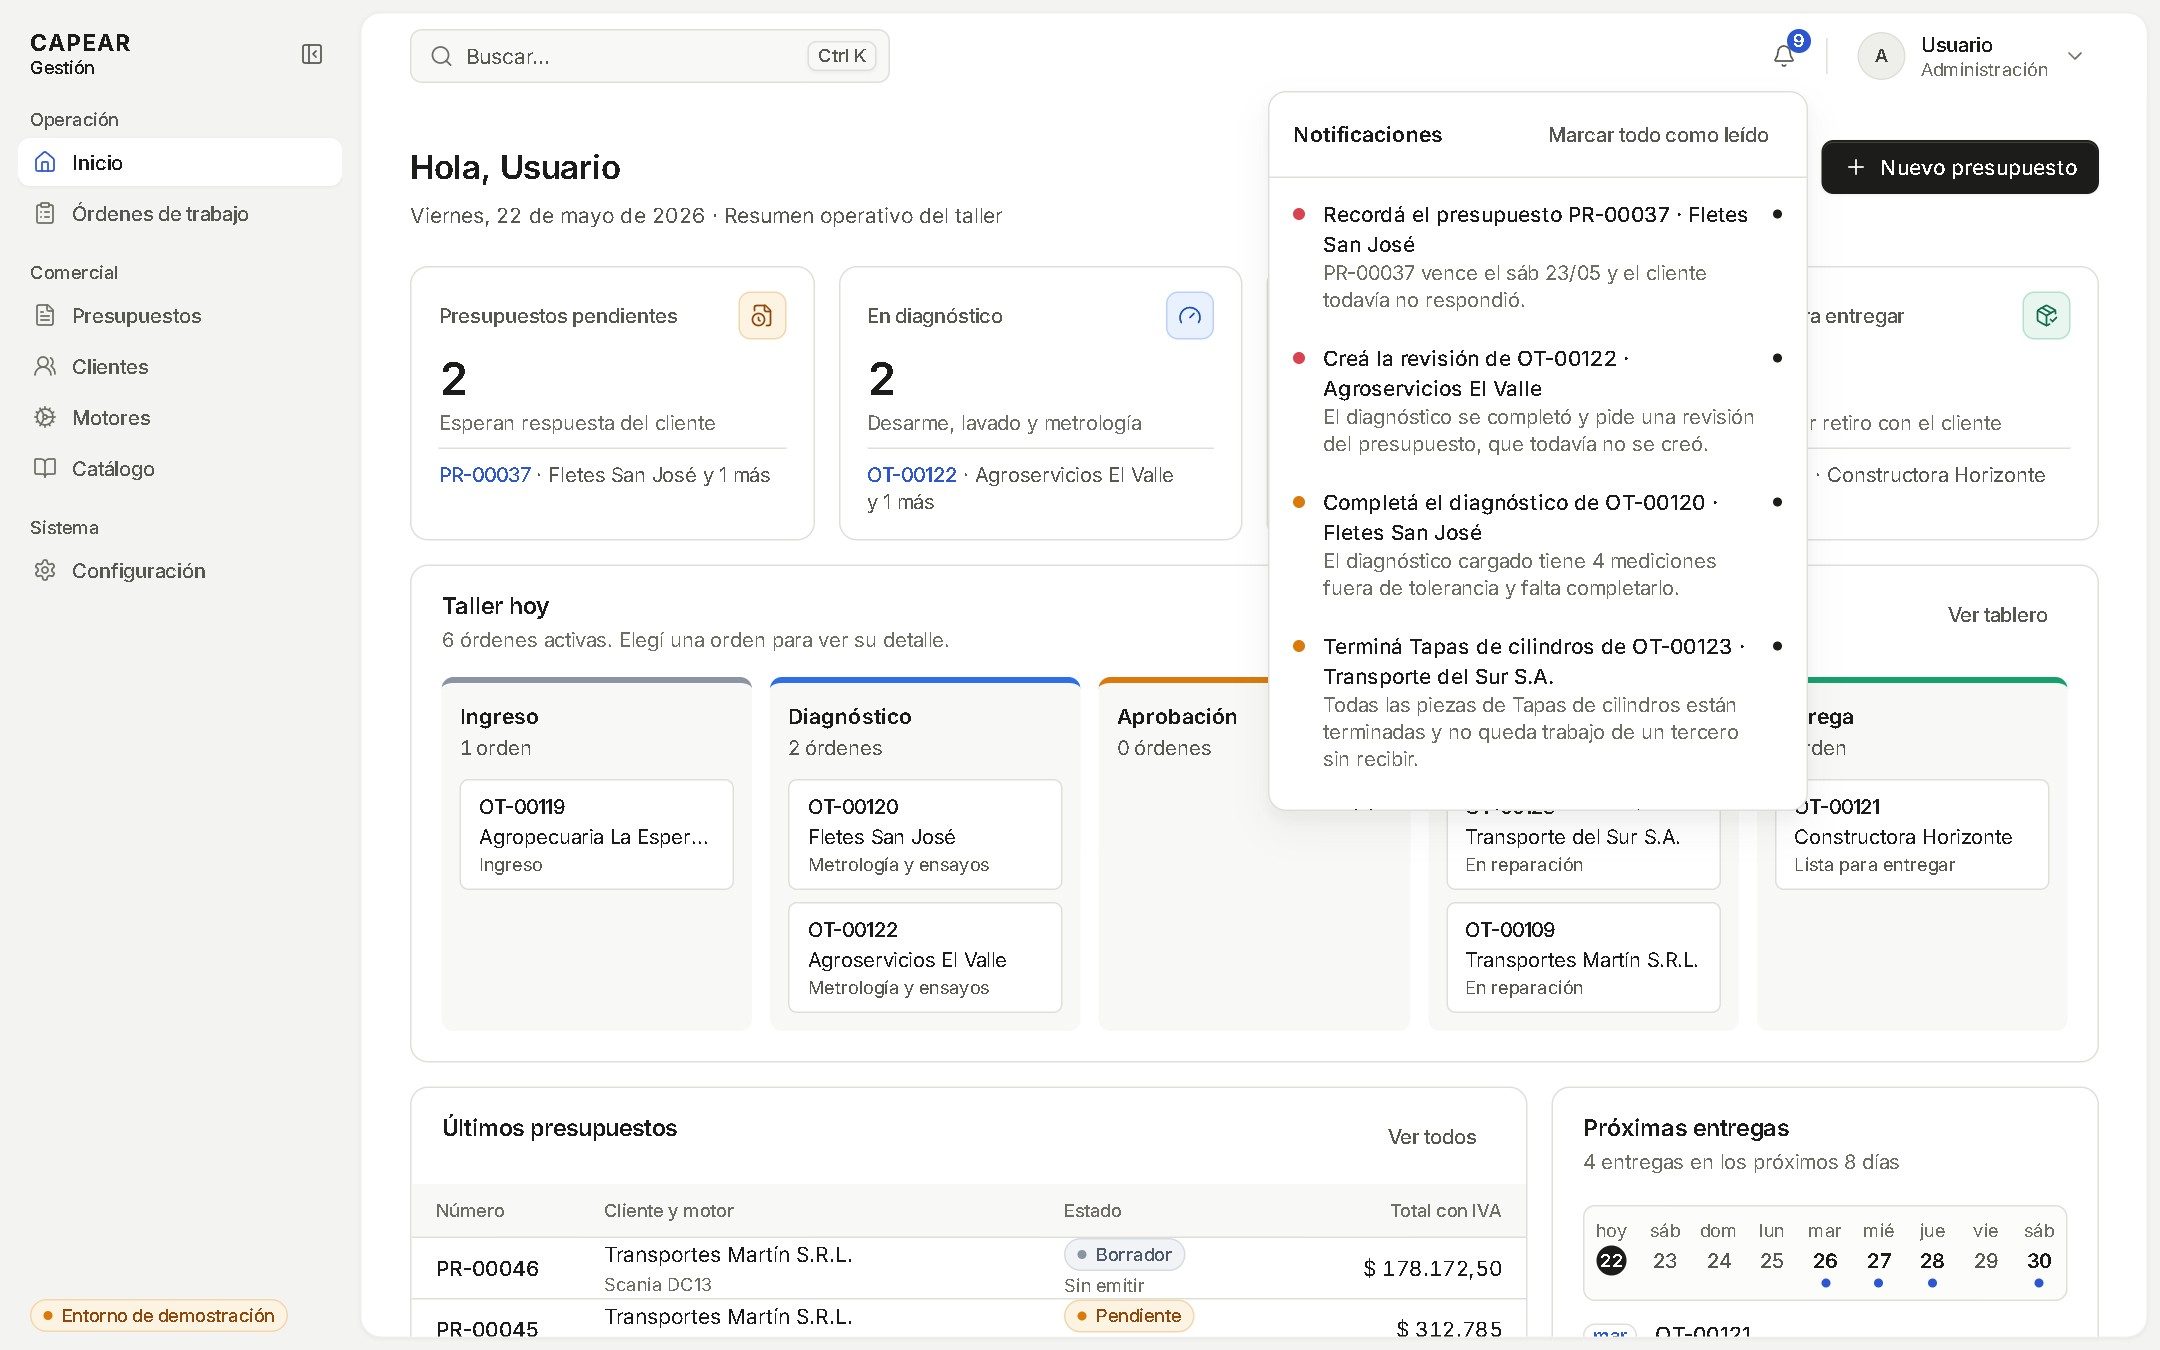 CAPEAR
Gestión
Operación
Inicio
Órdenes de trabajo
Comercial
Presupuestos
Clientes
Motores
Catálogo
Sistema
Configuración
Entorno de demostración
Buscar...
Ctrl K
9
A
Usuario
Administración
Hola, Usuario
Viernes, 22 de mayo de 2026 · Resumen operativo del taller
Nuevo presupuesto
Notificaciones
Marcar todo como leído
Recordá el presupuesto PR-00037 · Fletes
San José
PR-00037 vence el sáb 23/05 y el cliente
todavía no respondió.
Creá la revisión de OT-00122 ·
Agroservicios El Valle
El diagnóstico se completó y pide una revisión
del presupuesto, que todavía no se creó.
Completá el diagnóstico de OT-00120 ·
Fletes San José
El diagnóstico cargado tiene 4 mediciones
fuera de tolerancia y falta completarlo.
Terminá Tapas de cilindros de OT-00123 ·
Transporte del Sur S.A.
Todas las piezas de Tapas de cilindros están
terminadas y no queda trabajo de un tercero
sin recibir.
Presupuestos pendientes
2
Esperan respuesta del cliente
PR-00037 · Fletes San José y 1 más
En diagnóstico
2
Desarme, lavado y metrología
OT-00122 · Agroservicios El Valle
y 1 más
entregar
retiro con el cliente
· Constructora Horizonte
Taller hoy
6 órdenes activas. Elegí una orden para ver su detalle.
Ver tablero
Ingreso
1 orden
OT-00119
Agropecuaria La Esper...
Ingreso
Diagnóstico
2 órdenes
OT-00120
Fletes San José
Metrología y ensayos
OT-00122
Agroservicios El Valle
Metrología y ensayos
Aprobación
0 órdenes
Transporte del Sur S.A.
En reparación
OT-00109
Transportes Martín S.R.L.
En reparación
OT-00121
Constructora Horizonte
Lista para entregar
Últimos presupuestos
Ver todos
Número
Cliente y motor
Estado
Total con IVA
PR-00046
Transportes Martín S.R.L.
Scania DC13
Borrador
Sin emitir
$ 178.172,50
PR-00045
Transportes Martín S.R.L.
Pendiente
$ 312.785
Próximas entregas
4 entregas en los próximos 8 días
hoy sáb dom lun mar mié jue vie sáb
22 23 24 25 26 27 28 29 30
mar
OT-00121